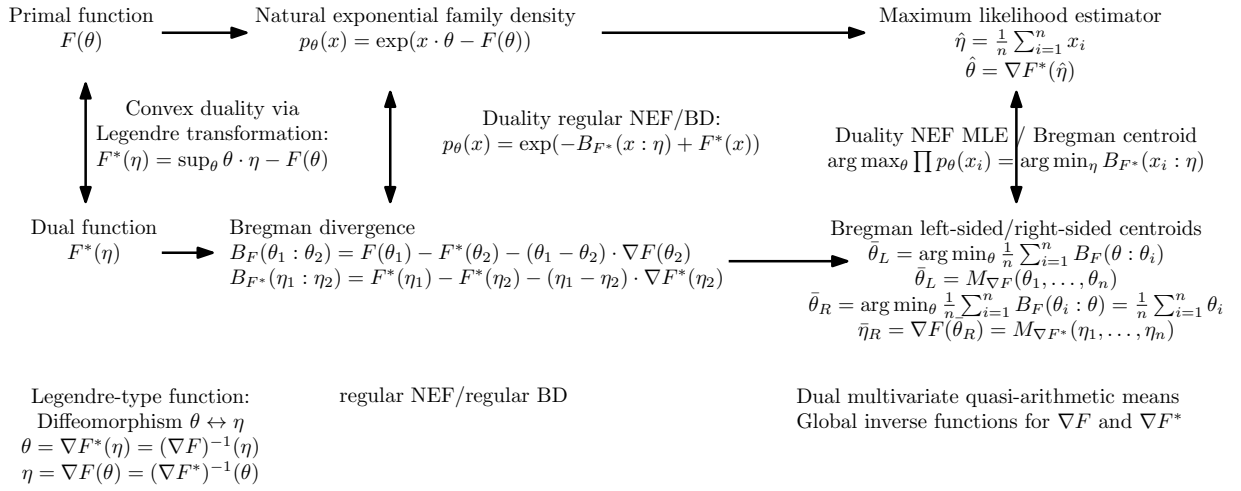 Primal function
F(θ)
Natural exponential family density
p_θ(x) = exp(x · θ − F(θ))
Maximum likelihood estimator
η̂ = 1/n ∑_{i=1}^n x_i
θ̂ = ∇F*(η̂)
Convex duality via
Legendre transformation:
F*(η) = sup_θ θ · η − F(θ)
Duality regular NEF/BD:
p_θ(x) = exp(−B_{F*}(x : η) + F*(x))
Duality NEF MLE / Bregman centroid
arg max_θ ∏ p_θ(x_i) = arg min_η B_{F*}(x_i : η)
Dual function
F*(η)
Bregman divergence
B_F(θ_1 : θ_2) = F(θ_1) − F*(θ_2) − (θ_1 − θ_2) · ∇F(θ_2)
B_{F*}(η_1 : η_2) = F*(η_1) − F*(η_2) − (η_1 − η_2) · ∇F*(η_2)
Bregman left-sided/right-sided centroids
θ̄_L = arg min_θ 1/n ∑_{i=1}^n B_F(θ : θ_i)
θ̄_L = M_{∇F}(θ_1, . . . , θ_n)
θ̄_R = arg min_θ 1/n ∑_{i=1}^n B_F(θ_i : θ) = 1/n ∑_{i=1}^n θ_i
η̄_R = ∇F(θ̄_R) = M_{∇F*}(η_1, . . . , η_n)
Legendre-type function:
Diffeomorphism θ ↔ η
θ = ∇F*(η) = (∇F)^{−1}(η)
η = ∇F(θ) = (∇F*)^{−1}(θ)
regular NEF/regular BD
Dual multivariate quasi-arithmetic means
Global inverse functions for ∇F and ∇F*